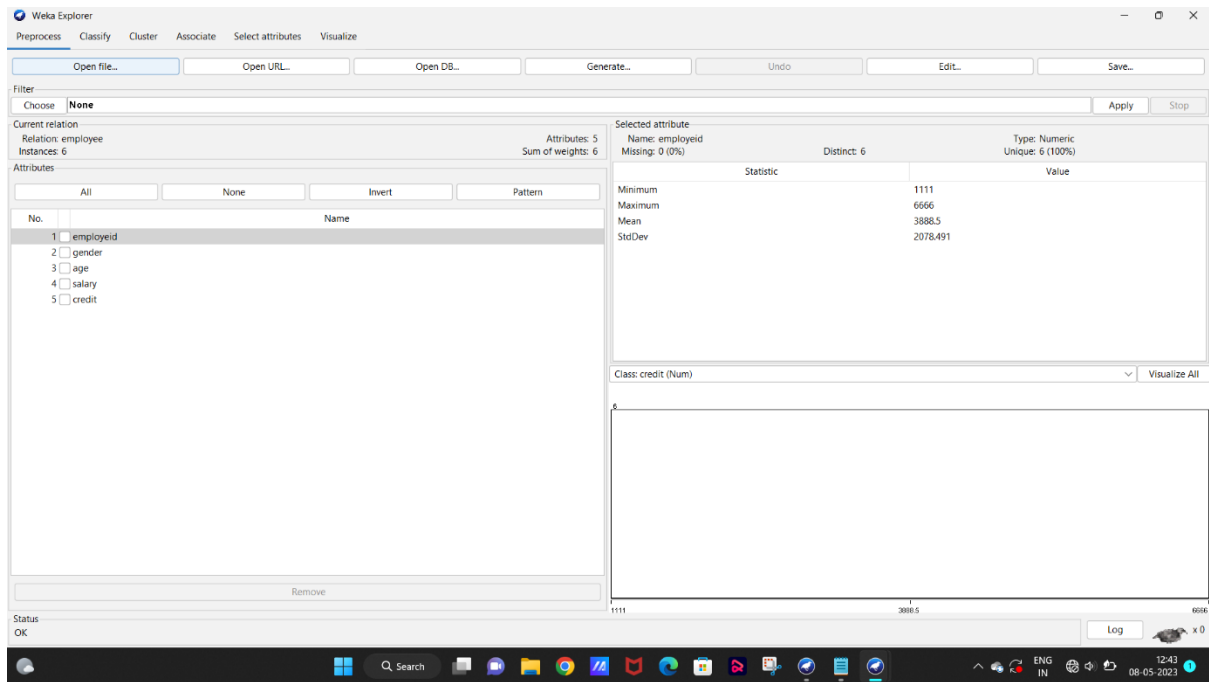 Weka Explorer
Preprocess Classify Cluster Associate Select attributes Visualize
Open file... Open URL... Open DB... Generate... Undo Edit... Save...
Filter
Choose None Apply Stop
Current relation
Relation: employee Attributes: 5
Instances: 6 Sum of weights: 6
Attributes
All None Invert Pattern
No. Name
1 employeid
2 gender
3 age
4 salary
5 credit
Remove
Selected attribute
Name: employeid Type: Numeric
Missing: 0 (0%) Distinct: 6 Unique: 6 (100%)
Statistic Value
Minimum 1111
Maximum 6666
Mean 3888.5
StdDev 2078.491
Class: credit (Num) Visualize All
6
1111 3888.5 6666
Status
OK Log x 0
Search ENG 12:43
IN 08-05-2023 1